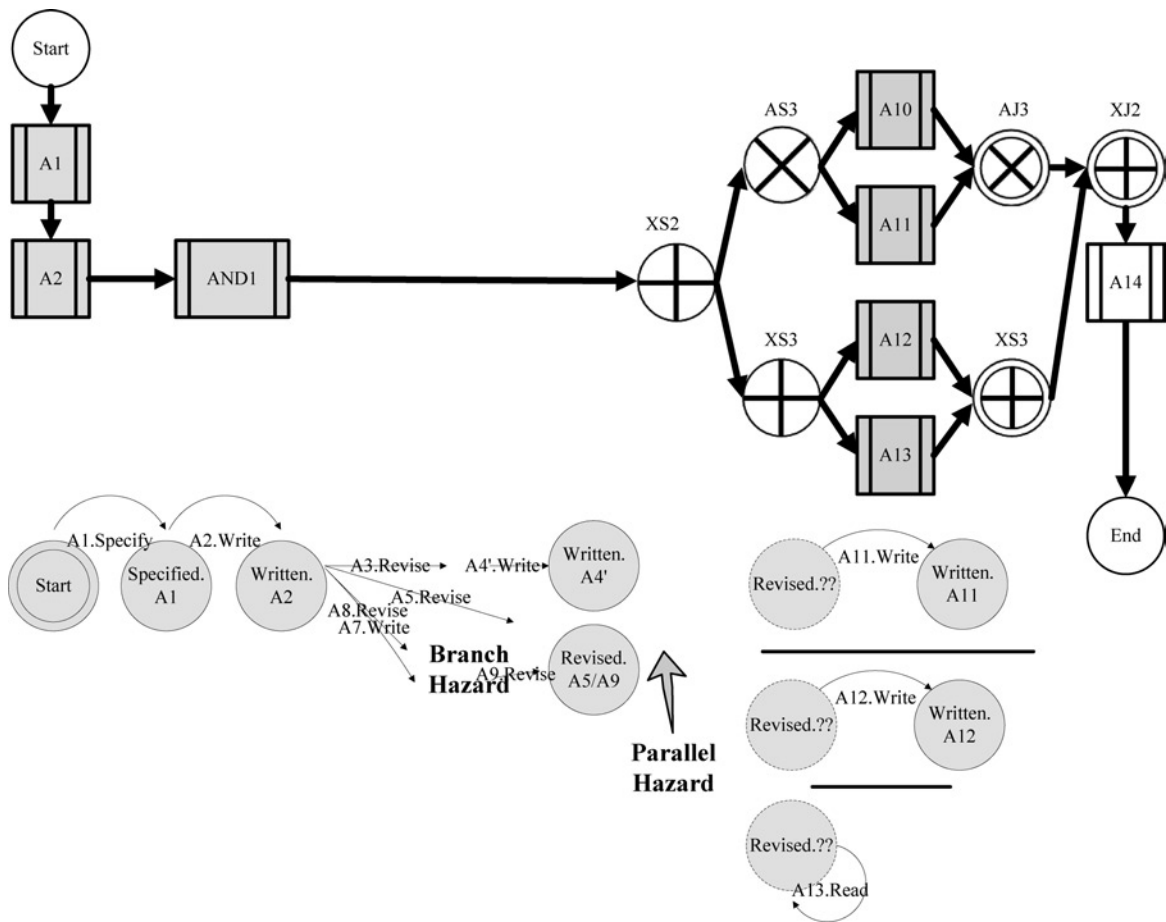 Start
A1
A2
AND1
XS2
AS3
A10
A11
AJ3
XJ2
XS3
A12
A13
XS3
A14
End
Start
A1.Specify
Specified.
A1
A2.Write
Written.
A2
A3.Revise
A4'.Write
Written.
A4'
A5.Revise
A8.Revise
A7.Write
Branch
Hazard
A9.Revise
Revised.
A5/A9
Parallel
Hazard
Revised.??
A11.Write
Written.
A11
Revised.??
A12.Write
Written.
A12
Revised.??
A13.Read